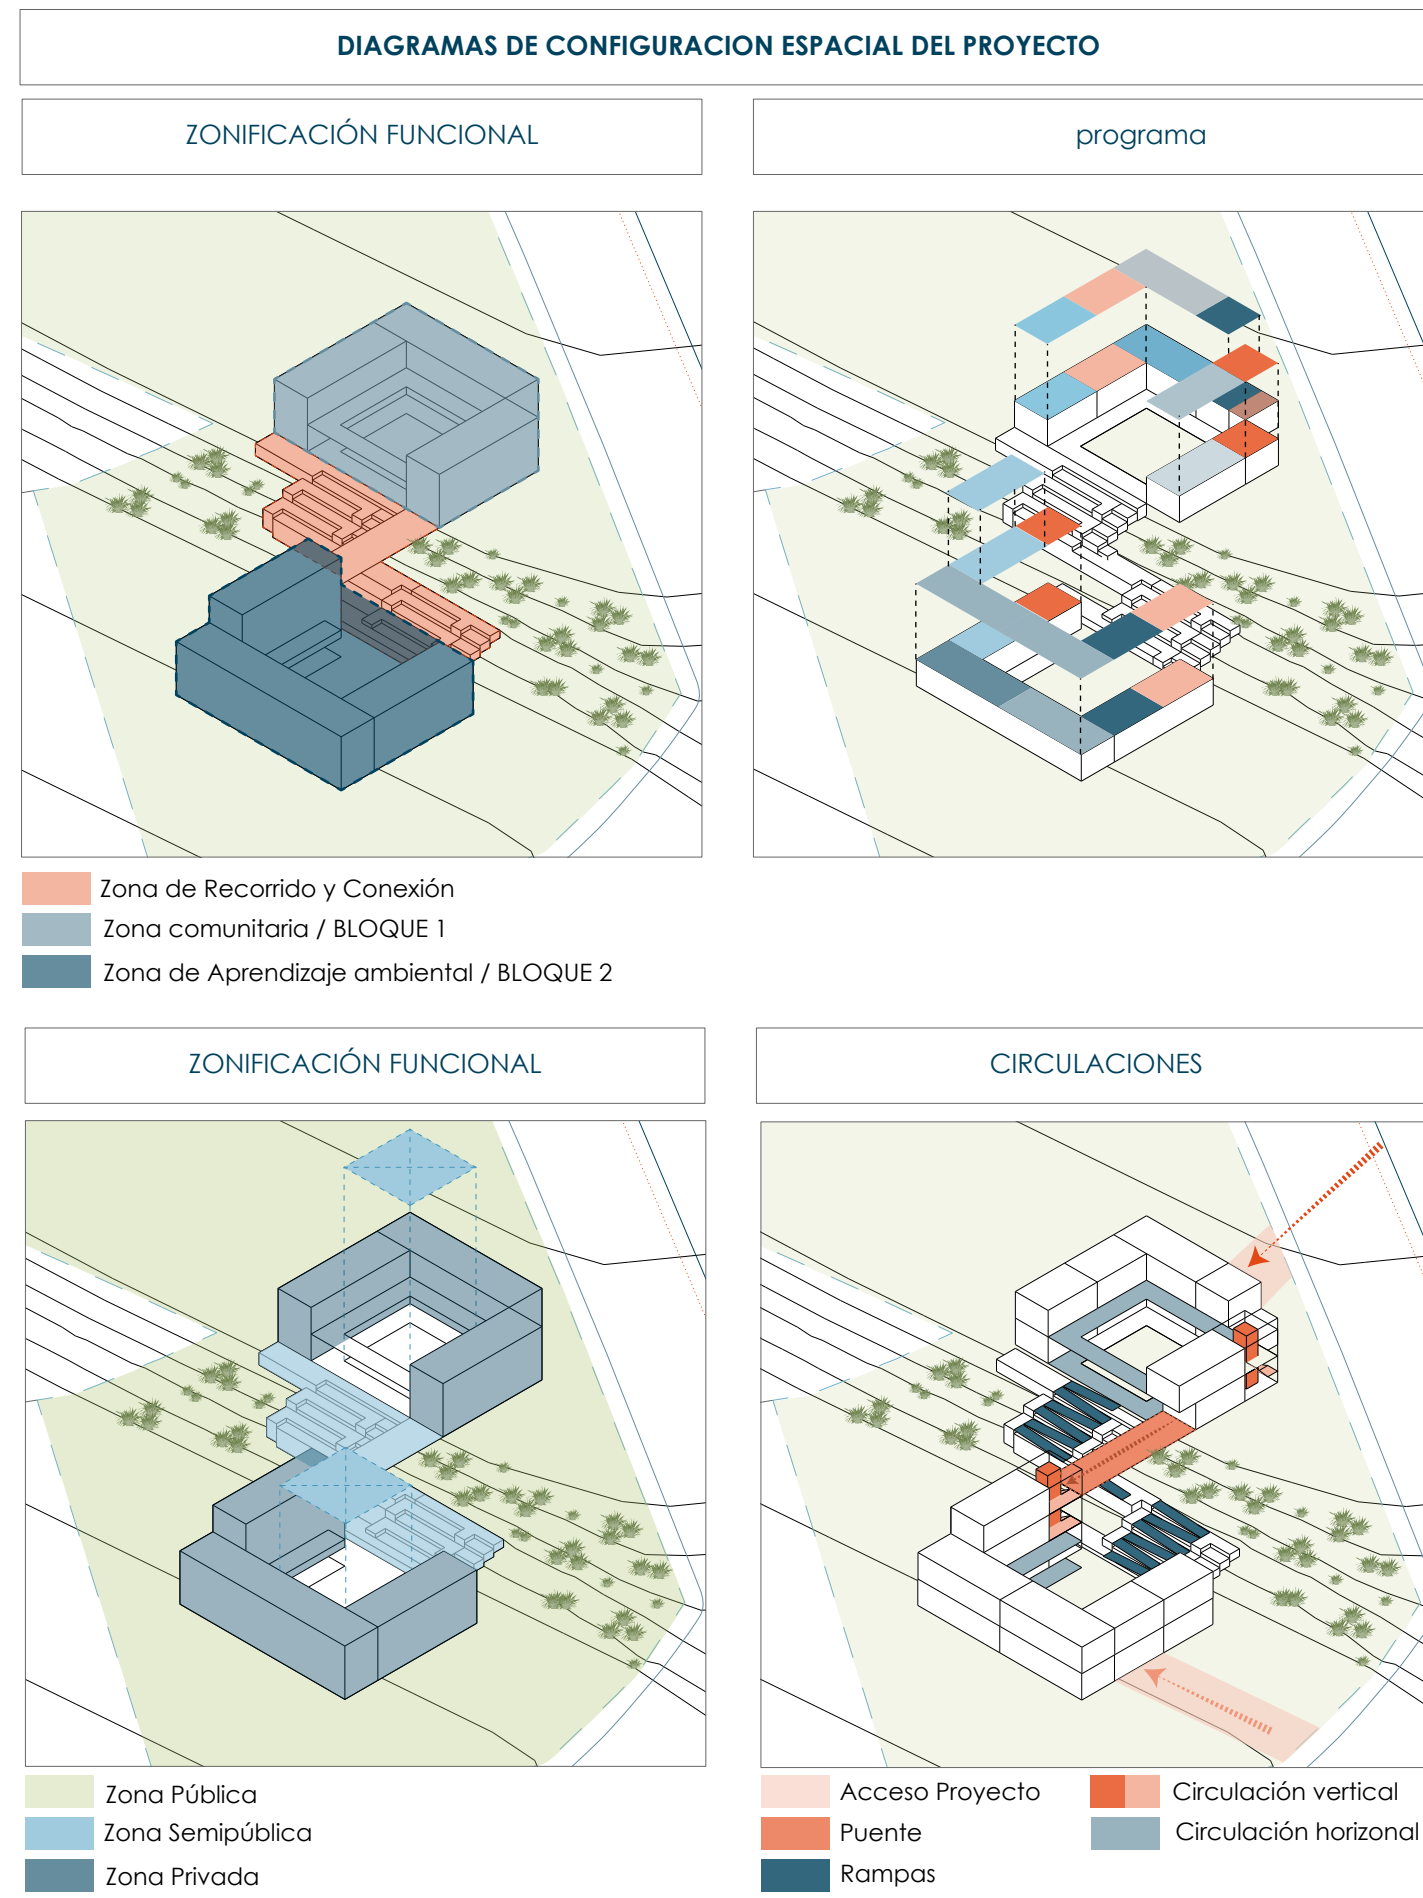 DIAGRAMAS DE CONFIGURACION ESPACIAL DEL PROYECTO
ZONIFICACIÓN FUNCIONAL
programa
Zona de Recorrido y Conexión
Zona comunitaria / BLOQUE 1
Zona de Aprendizaje ambiental / BLOQUE 2
ZONIFICACIÓN FUNCIONAL
CIRCULACIONES
Zona Pública
Zona Semipública
Zona Privada
Acceso Proyecto
Puente
Rampas
Circulación vertical
Circulación horizonal